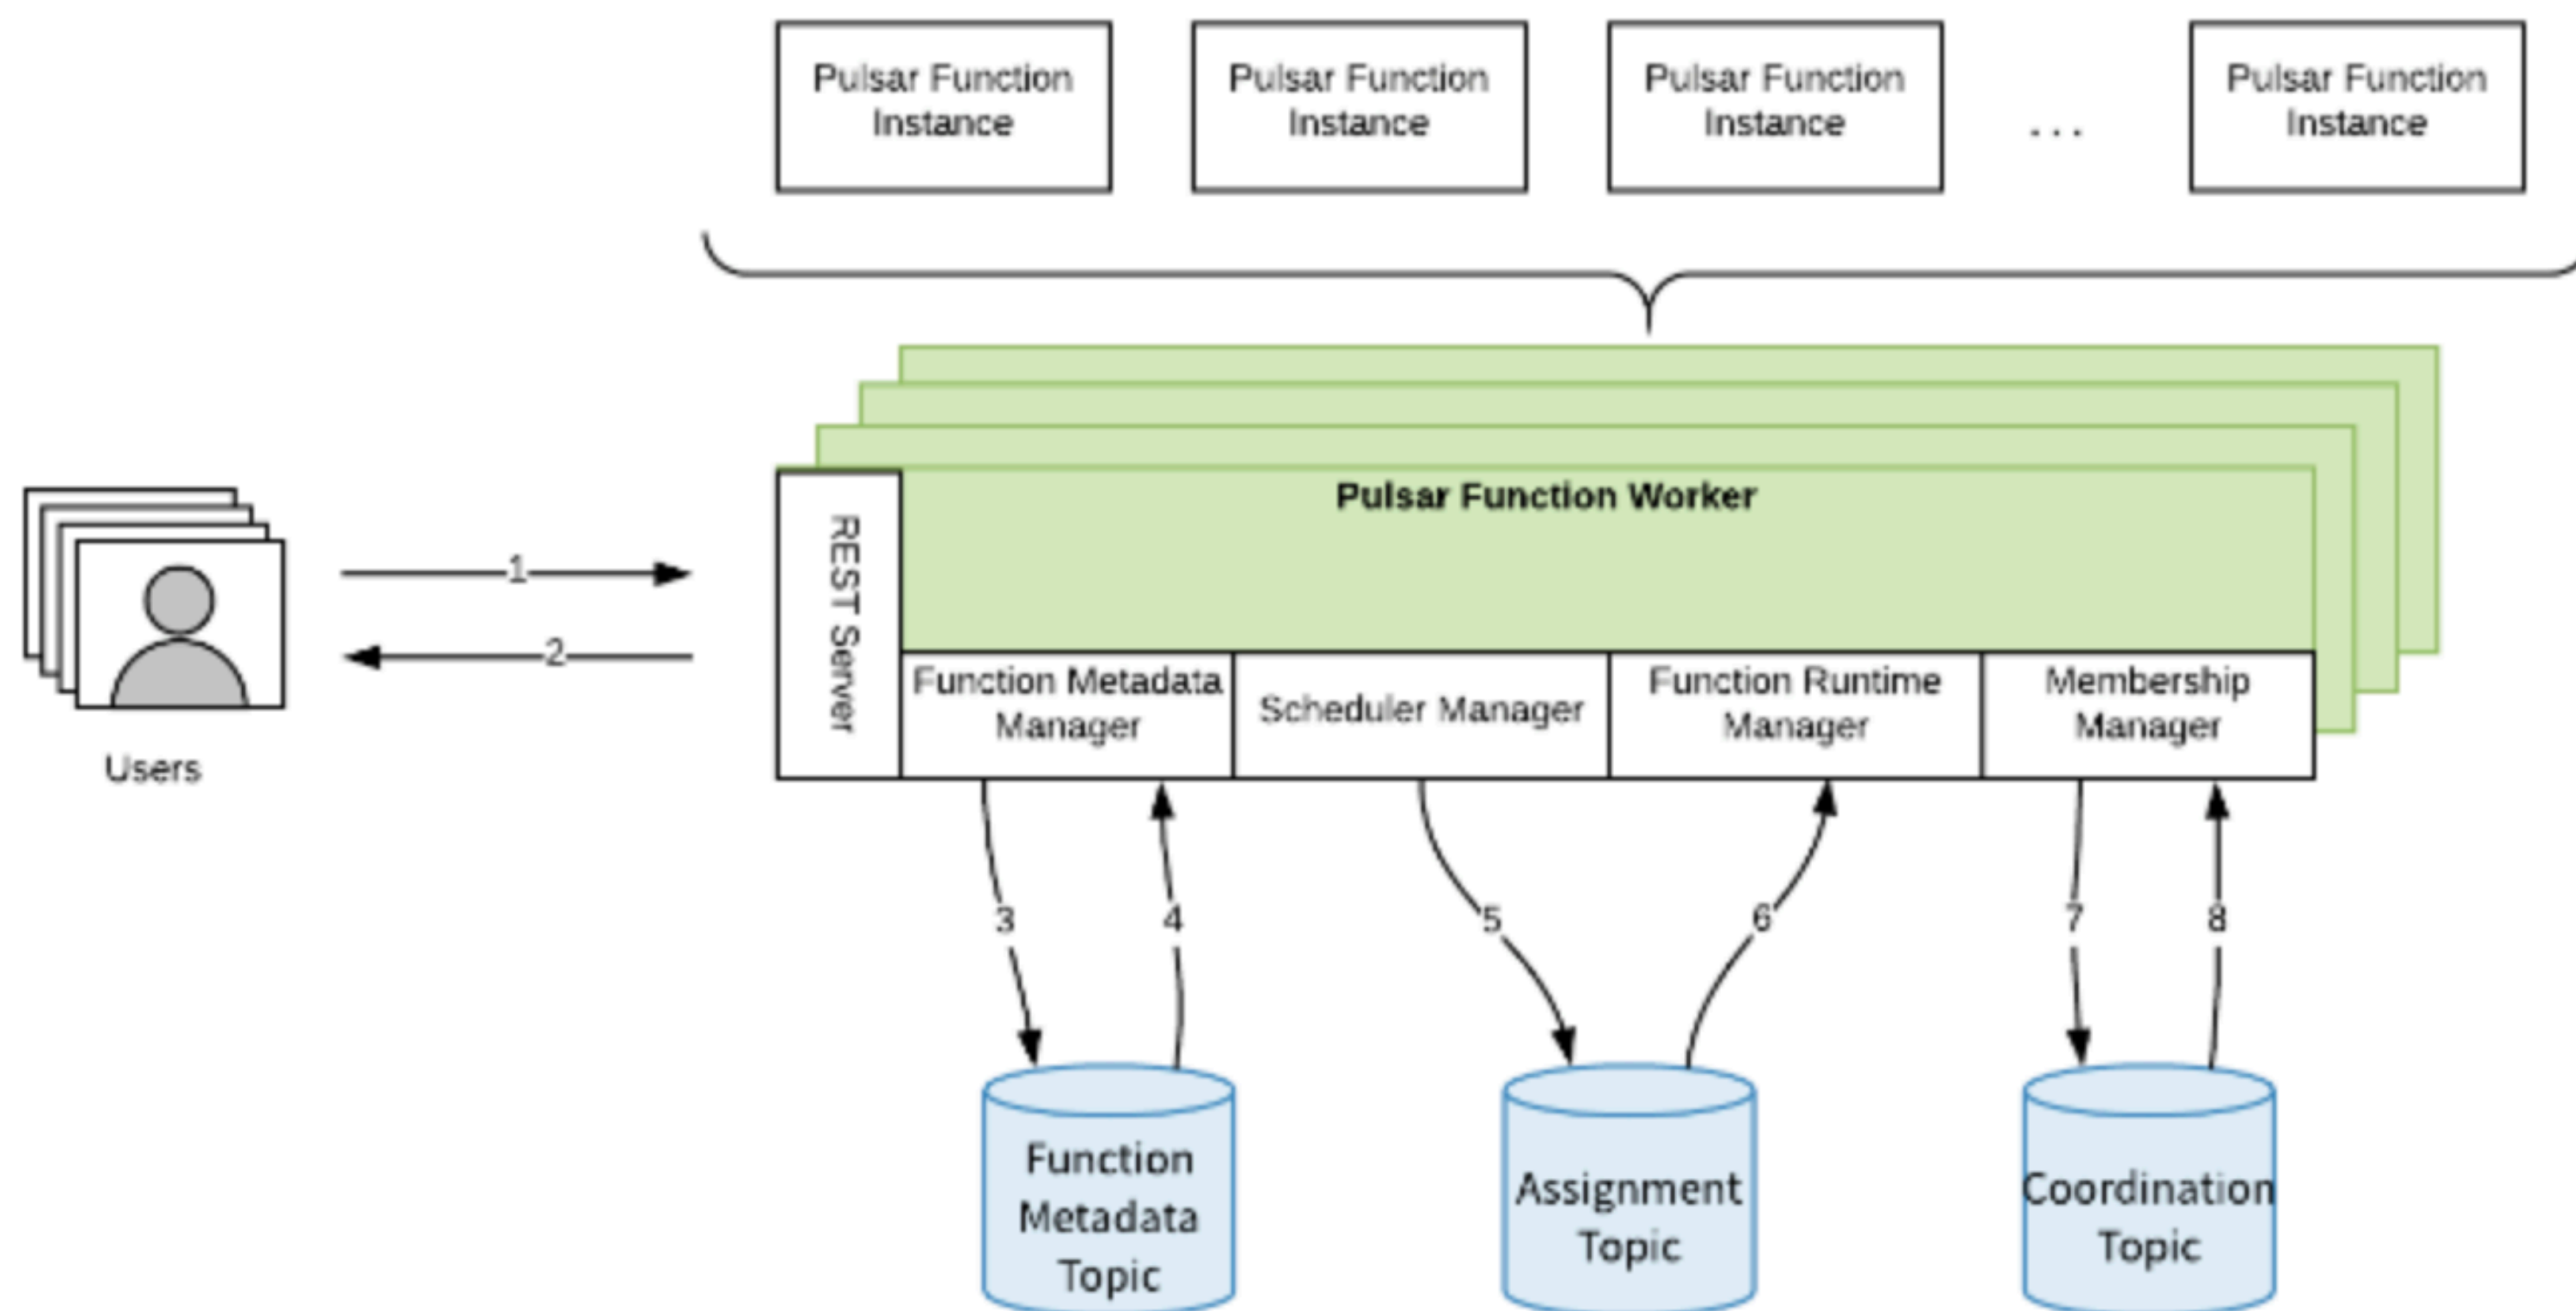 Pulsar Function
Instance
Pulsar Function
Instance
Pulsar Function
Instance
...
Pulsar Function
Instance
Pulsar Function Worker
REST Server
1
2
Users
Function Metadata
Manager
Scheduler Manager
Function Runtime
Manager
Membership
Manager
3
4
5
6
7
8
Function
Metadata
Topic
Assignment
Topic
Coordination
Topic